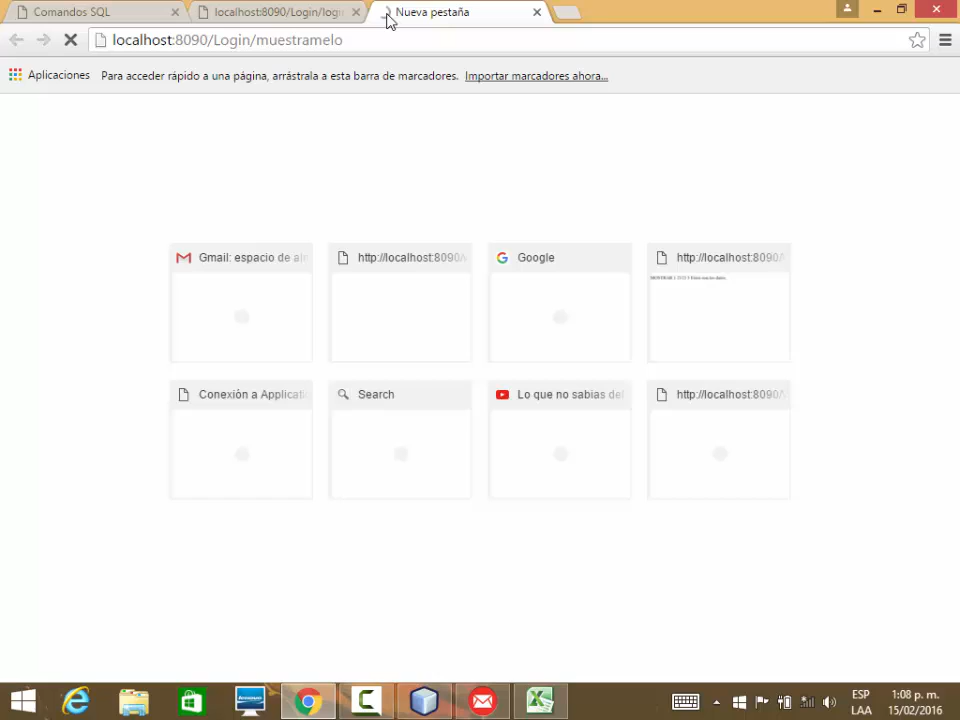 Comandos SQL
localhost:8090/Login/logi
Nueva pestaña
localhost:8090/Login/muestramelo
Aplicaciones
Para acceder rápido a una página, arrástrala a esta barra de marcadores.
Importar marcadores ahora...
Gmail: espacio de al
http://localhost:8090/
Google
http://localhost:8090/
Conexión a Applicati
Search
Lo que no sabias del
http://localhost:8090/
ESP
LAA
1:08 p. m.
15/02/2016